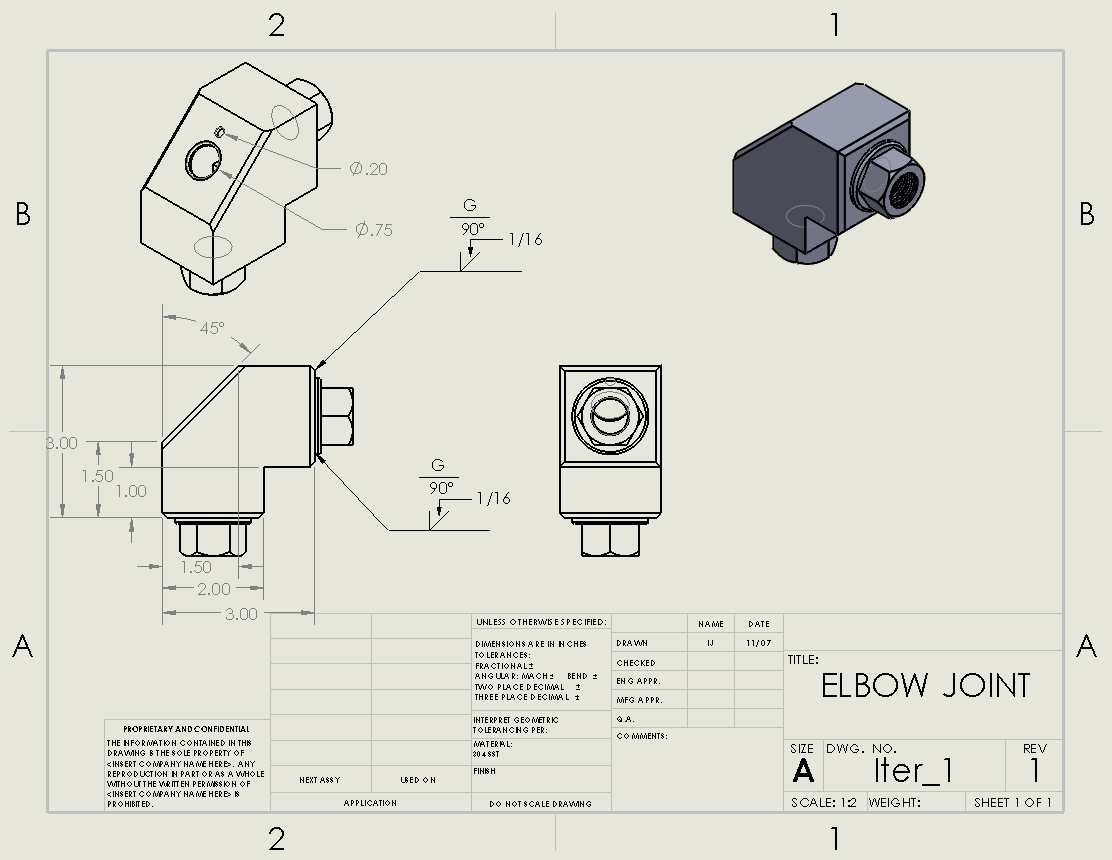 2 1
B B
Ø.20
Ø.75
G
90°
1/16
45°
3.00
1.50
1.00
G
90°
1/16
1.50
2.00
3.00
A A
UNLESS OTHERWISE SPECIFIED:
DIMENSIONS ARE IN INCHES
TOLERANCES:
FRACTIONAL ±
ANGULAR: MACH ± BEND ±
TWO PLACE DECIMAL ±
THREE PLACE DECIMAL ±
INTERPRET GEOMETRIC
TOLERANCING PER:
MATERIAL:
304 SST
FINISH
DO NOT SCALE DRAWING
NAME DATE
DRAWN IJ 11/07
CHECKED
ENG APPR.
MFG APPR.
Q.A.
COMMENTS:
TITLE:
ELBOW JOINT
SIZE DWG. NO. REV
A Iter_1 1
SCALE: 1:2 WEIGHT: SHEET 1 OF 1
PROPRIETARY AND CONFIDENTIAL
THE INFORMATION CONTAINED IN THIS
DRAWING IS THE SOLE PROPERTY OF
<INSERT COMPANY NAME HERE>. ANY
REPRODUCTION IN PART OR AS A WHOLE
WITHOUT THE WRITTEN PERMISSION OF
<INSERT COMPANY NAME HERE> IS
PROHIBITED.
NEXT ASSY USED ON
APPLICATION
2 1